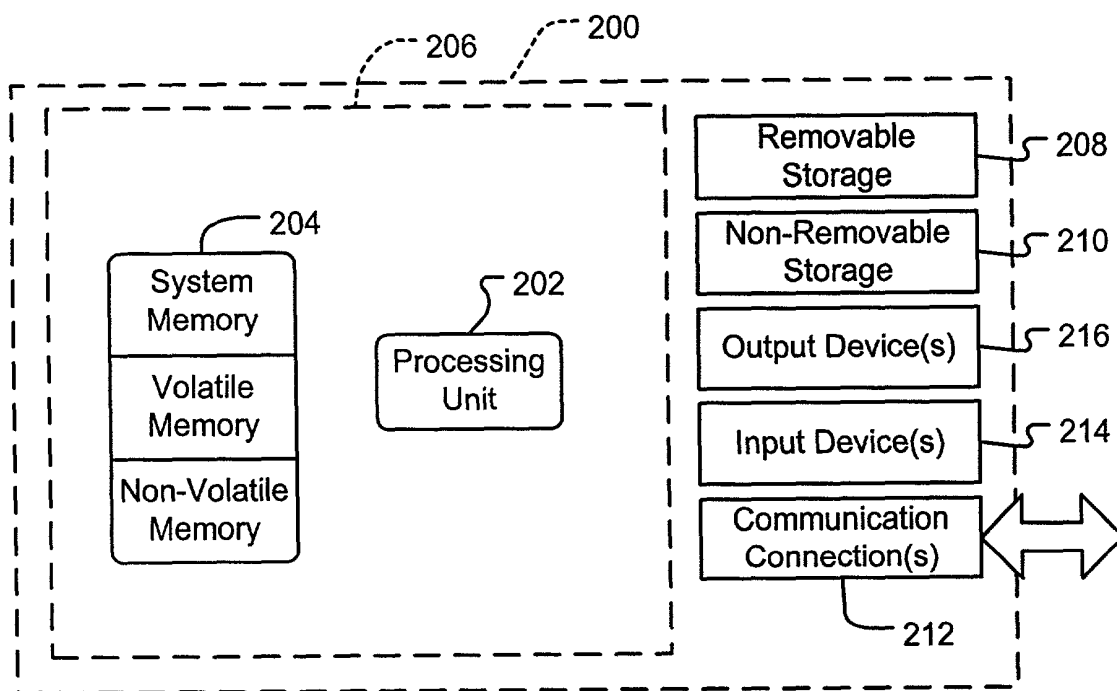 206
200
Removable
Storage
208
204
Non-Removable
Storage
210
System
Memory
202
Processing
Unit
Output Device(s)
216
Volatile
Memory
Input Device(s)
214
Non-Volatile
Memory
Communication
Connection(s)
212